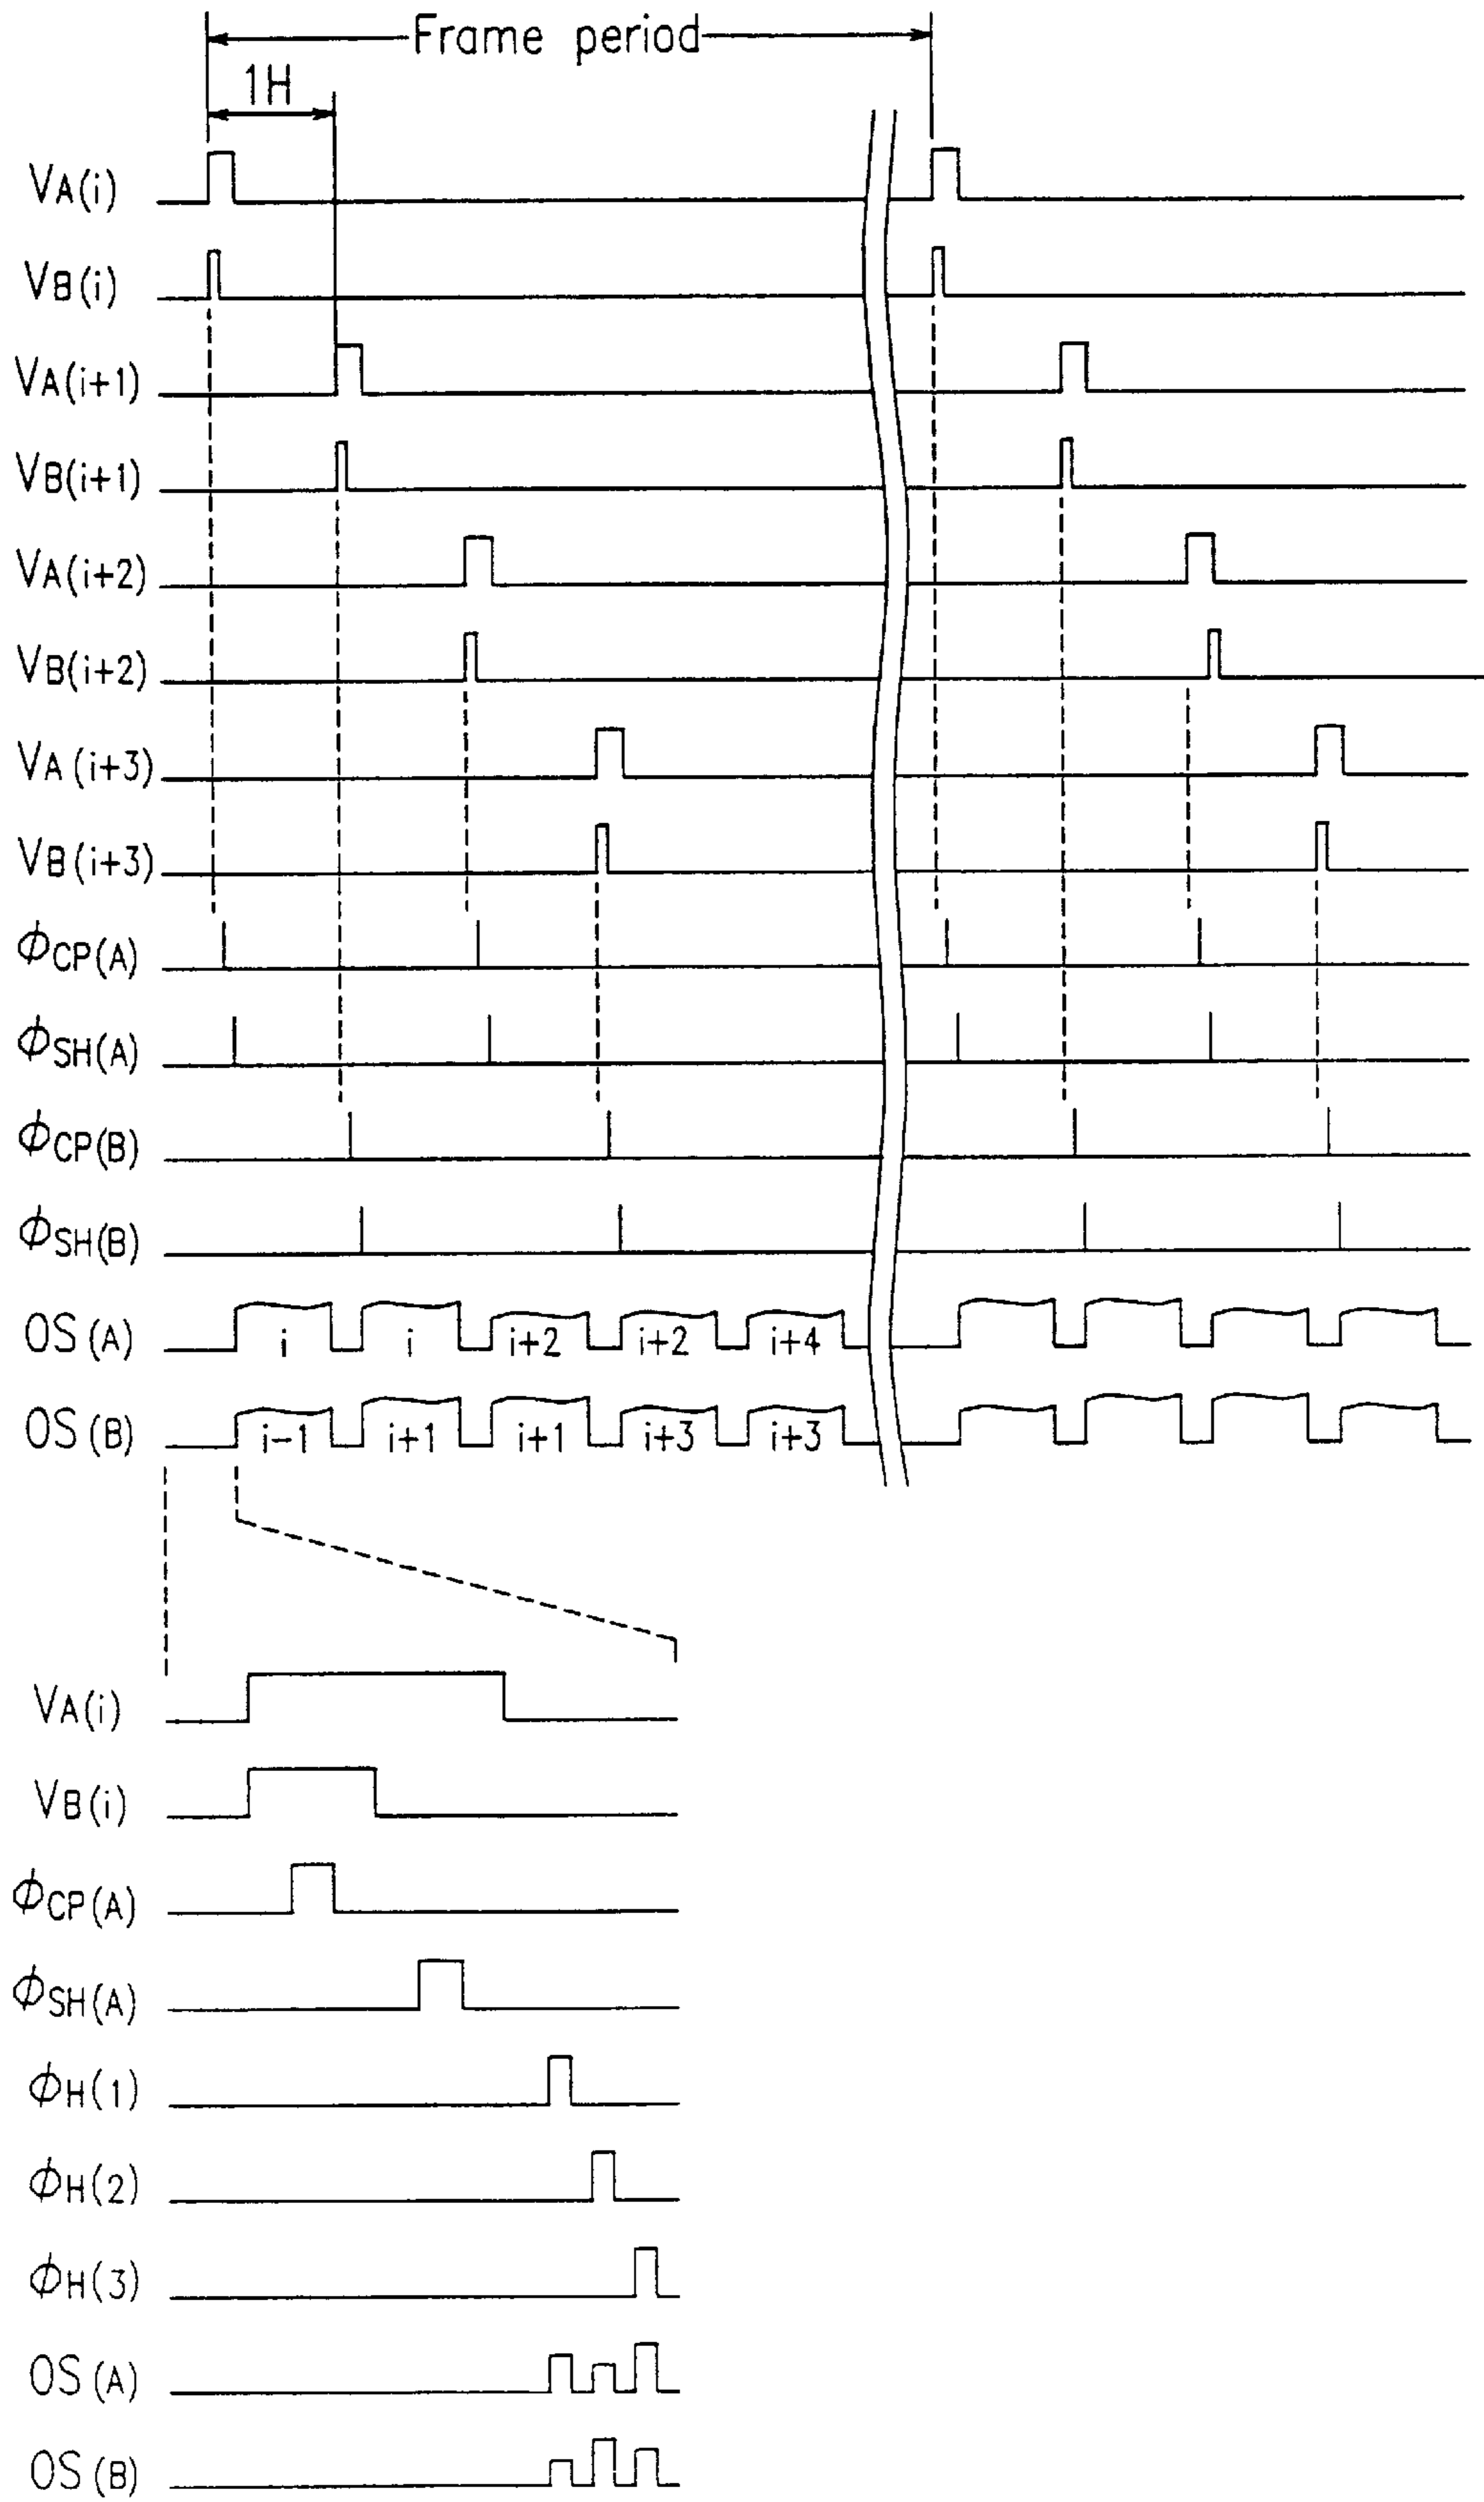 Frame period
1H
VA(i)
VB(i)
VA(i+1)
VB(i+1)
VA(i+2)
VB(i+2)
VA(i+3)
VB(i+3)
ϕCP(A)
ϕSH(A)
ϕCP(B)
ϕSH(B)
OS(A) i i i+2 i+2 i+4
OS(B) i-1 i+1 i+1 i+3 i+3
VA(i)
VB(i)
ϕCP(A)
ϕSH(A)
ϕH(1)
ϕH(2)
ϕH(3)
OS(A)
OS(B)